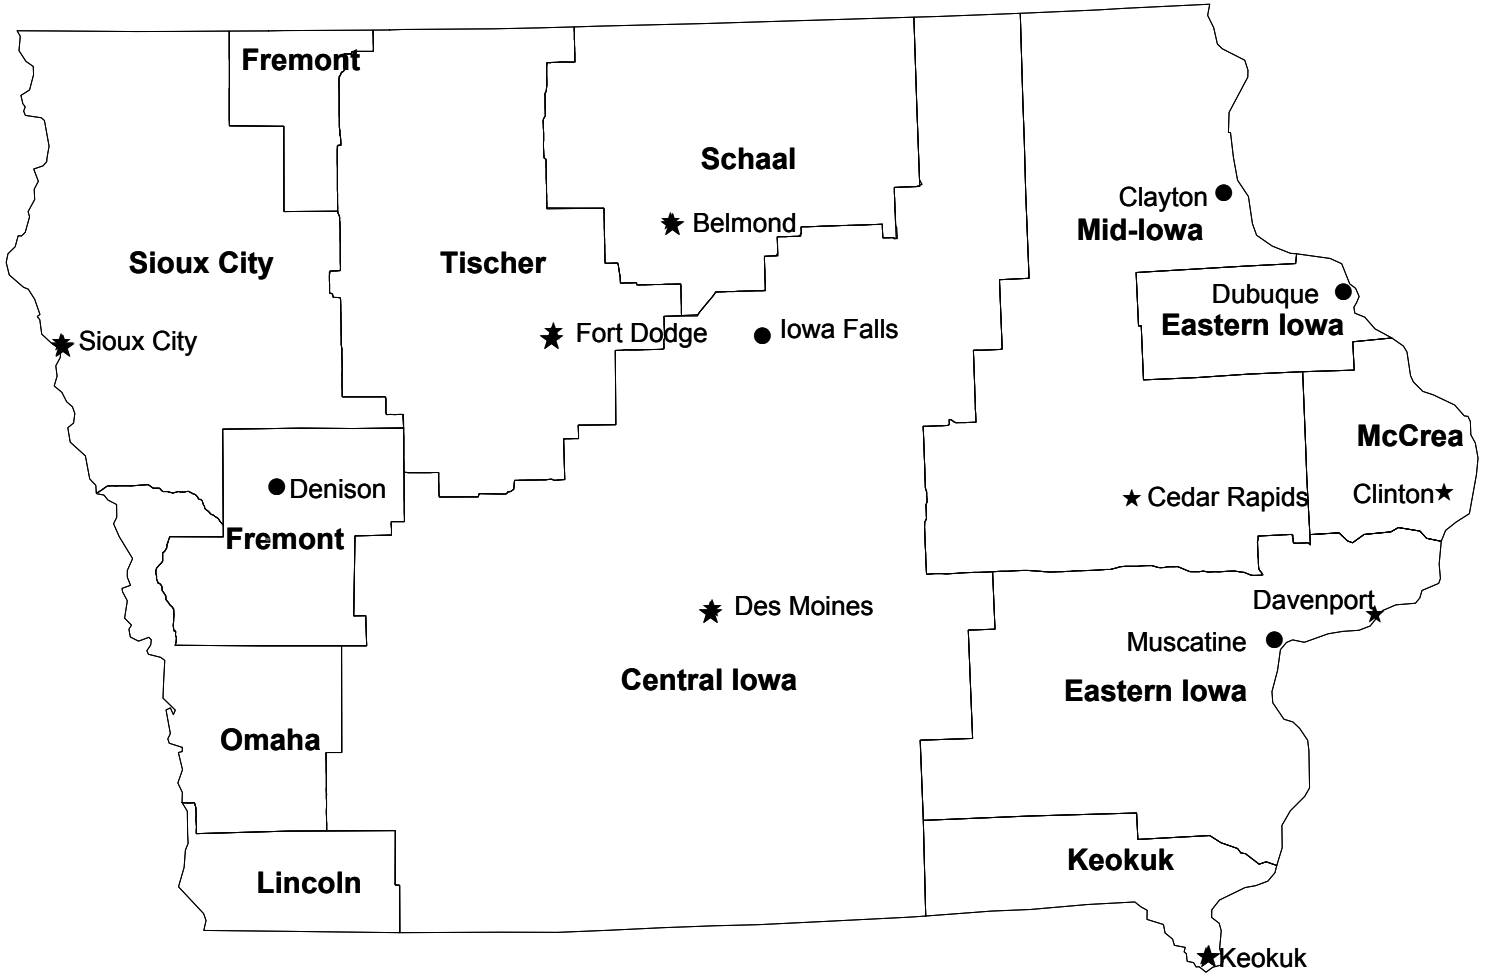 Fremont
Schaal
Clayton
Mid-Iowa
Belmond
Sioux City
Tischer
Dubuque
Eastern Iowa
Iowa Falls
Fort Dodge
Sioux City
McCrea
Denison
Clinton
Cedar Rapids
Fremont
Davenport
Des Moines
Muscatine
Central Iowa
Eastern Iowa
Omaha
Keokuk
Lincoln
Keokuk